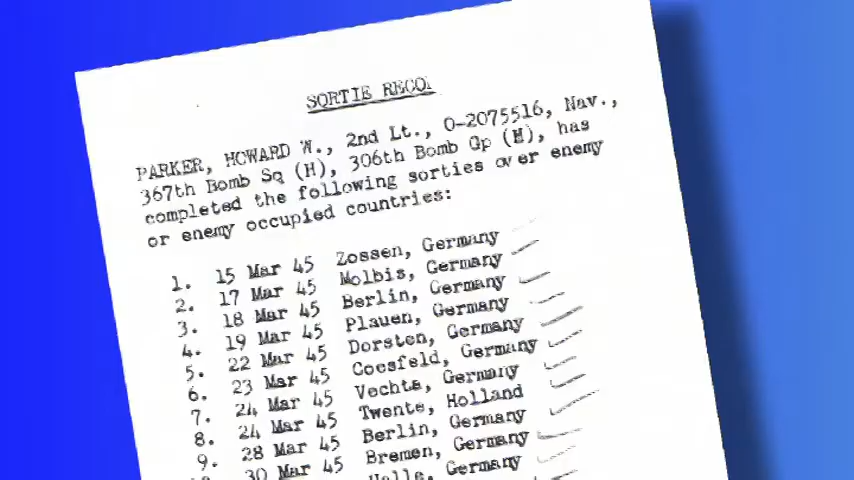 SORTIE RECO
PARKER, HOWARD W., 2nd Lt., O-2075516, Nav.,
367th Bomb Sq (H), 306th Bomb Gp (H), has
completed the following sorties over enemy
or enemy occupied countries:
1. 15 Mar 45 Zossen, Germany
2. 17 Mar 45 Molbis, Germany
3. 18 Mar 45 Berlin, Germany
4. 19 Mar 45 Plauen, Germany
5. 22 Mar 45 Dorsten, Germany
6. 23 Mar 45 Coesfeld, Germany
7. 24 Mar 45 Vechta, Germany
8. 24 Mar 45 Twente, Holland
9. 28 Mar 45 Berlin, Germany
30 Mar 45 Bremen, Germany
Halle, Germany